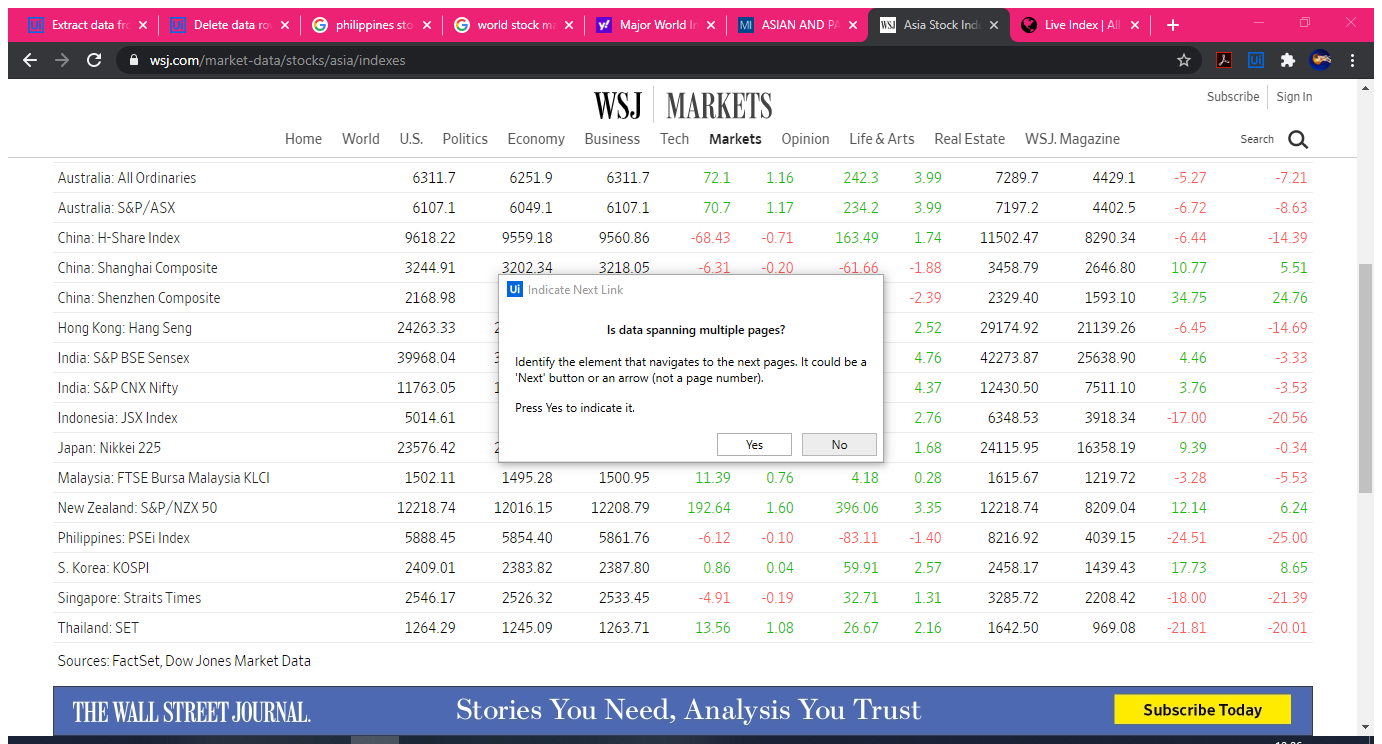 Extract data fro
Delete data ro
philippines sto
world stock m
Major World In
ASIAN AND PA
Asia Stock Ind
Live Index | All
wsj.com/market-data/stocks/asia/indexes
WSJ MARKETS
Subscribe Sign In
Home World U.S. Politics Economy Business Tech Markets Opinion Life & Arts Real Estate WSJ. Magazine Search
Australia: All Ordinaries 6311.7 6251.9 6311.7 72.1 1.16 242.3 3.99 7289.7 4429.1 -5.27 -7.21
Australia: S&P/ASX 6107.1 6049.1 6107.1 70.7 1.17 234.2 3.99 7197.2 4402.5 -6.72 -8.63
China: H-Share Index 9618.22 9559.18 9560.86 -68.43 -0.71 163.49 1.74 11502.47 8290.34 -6.44 -14.39
China: Shanghai Composite 3244.91 3202.34 3218.05 -6.31 -0.20 -61.66 -1.88 3458.79 2646.80 10.77 5.51
China: Shenzhen Composite 2168.98 -2.39 2329.40 1593.10 34.75 24.76
Hong Kong: Hang Seng 24263.33 2.52 29174.92 21139.26 -6.45 -14.69
India: S&P BSE Sensex 39968.04 4.76 42273.87 25638.90 4.46 -3.33
India: S&P CNX Nifty 11763.05 4.37 12430.50 7511.10 3.76 -3.53
Indonesia: JSX Index 5014.61 2.76 6348.53 3918.34 -17.00 -20.56
Japan: Nikkei 225 23576.42 1.68 24115.95 16358.19 9.39 -0.34
Malaysia: FTSE Bursa Malaysia KLCI 1502.11 1495.28 1500.95 11.39 0.76 4.18 0.28 1615.67 1219.72 -3.28 -5.53
New Zealand: S&P/NZX 50 12218.74 12016.15 12208.79 192.64 1.60 396.06 3.35 12218.74 8209.04 12.14 6.24
Philippines: PSEi Index 5888.45 5854.40 5861.76 -6.12 -0.10 -83.11 -1.40 8216.92 4039.15 -24.51 -25.00
S. Korea: KOSPI 2409.01 2383.82 2387.80 0.86 0.04 59.91 2.57 2458.17 1439.43 17.73 8.65
Singapore: Straits Times 2546.17 2526.32 2533.45 -4.91 -0.19 32.71 1.31 3285.72 2208.42 -18.00 -21.39
Thailand: SET 1264.29 1245.09 1263.71 13.56 1.08 26.67 2.16 1642.50 969.08 -21.81 -20.01
Sources: FactSet, Dow Jones Market Data
Ui Indicate Next Link
Is data spanning multiple pages?
Identify the element that navigates to the next pages. It could be a
'Next' button or an arrow (not a page number).
Press Yes to indicate it.
Yes No
THE WALL STREET JOURNAL. Stories You Need, Analysis You Trust Subscribe Today